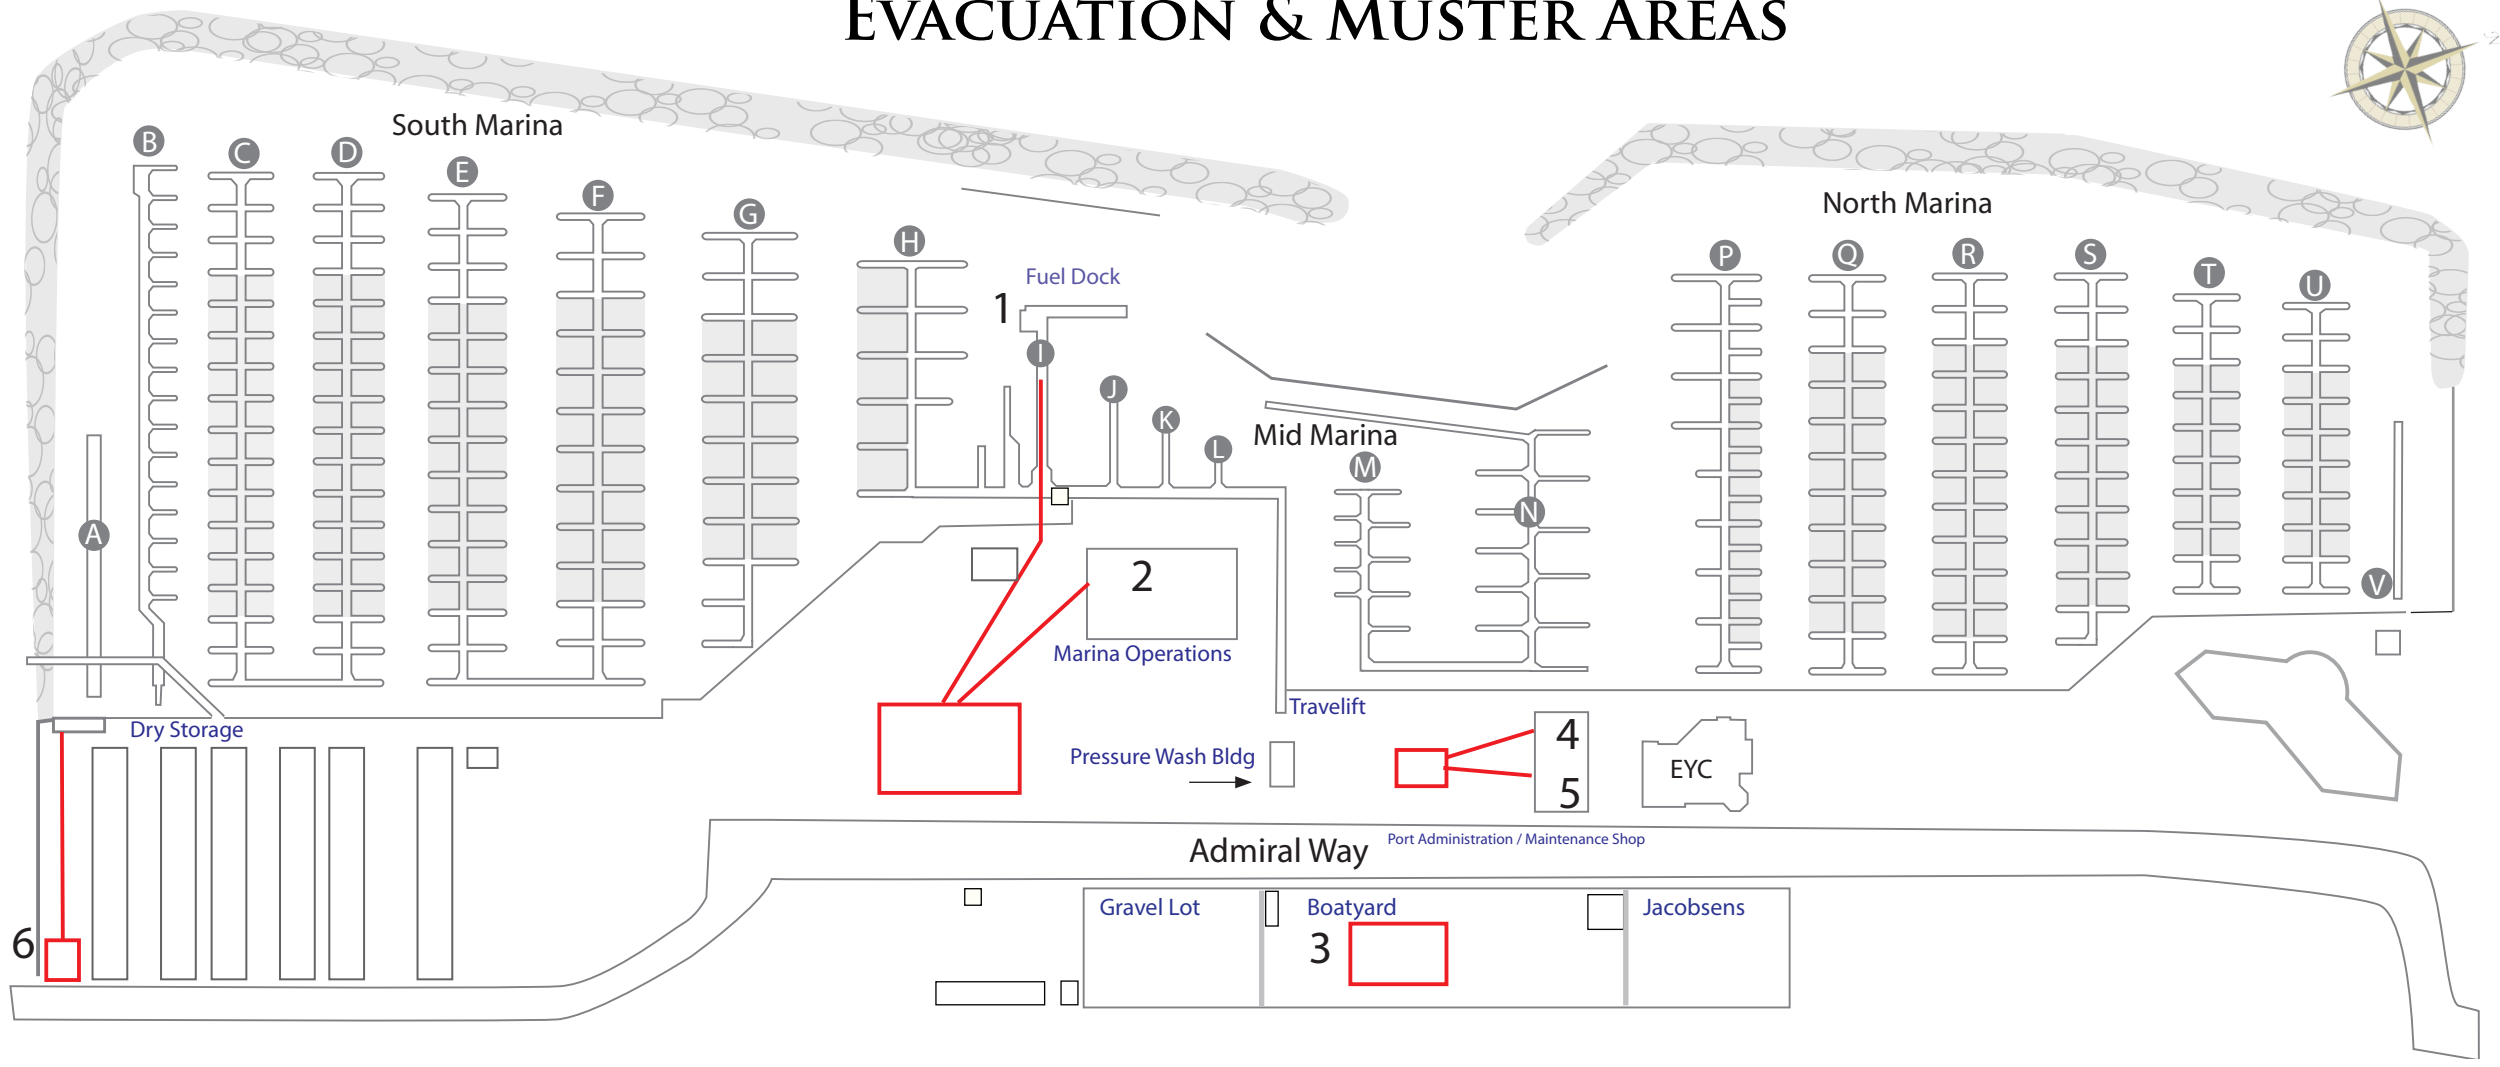 EVACUATION & MUSTER AREAS
N
South Marina
B
C
D
E
F
G
H
North Marina
P
Q
R
S
T
U
Fuel Dock
1
I
J
K
L
Mid Marina
M
N
A
V
2
Marina Operations
Travelift
Dry Storage
Pressure Wash Bldg
4
5
EYC
Port Administration / Maintenance Shop
Admiral Way
Gravel Lot
Boatyard
Jacobsens
3
6